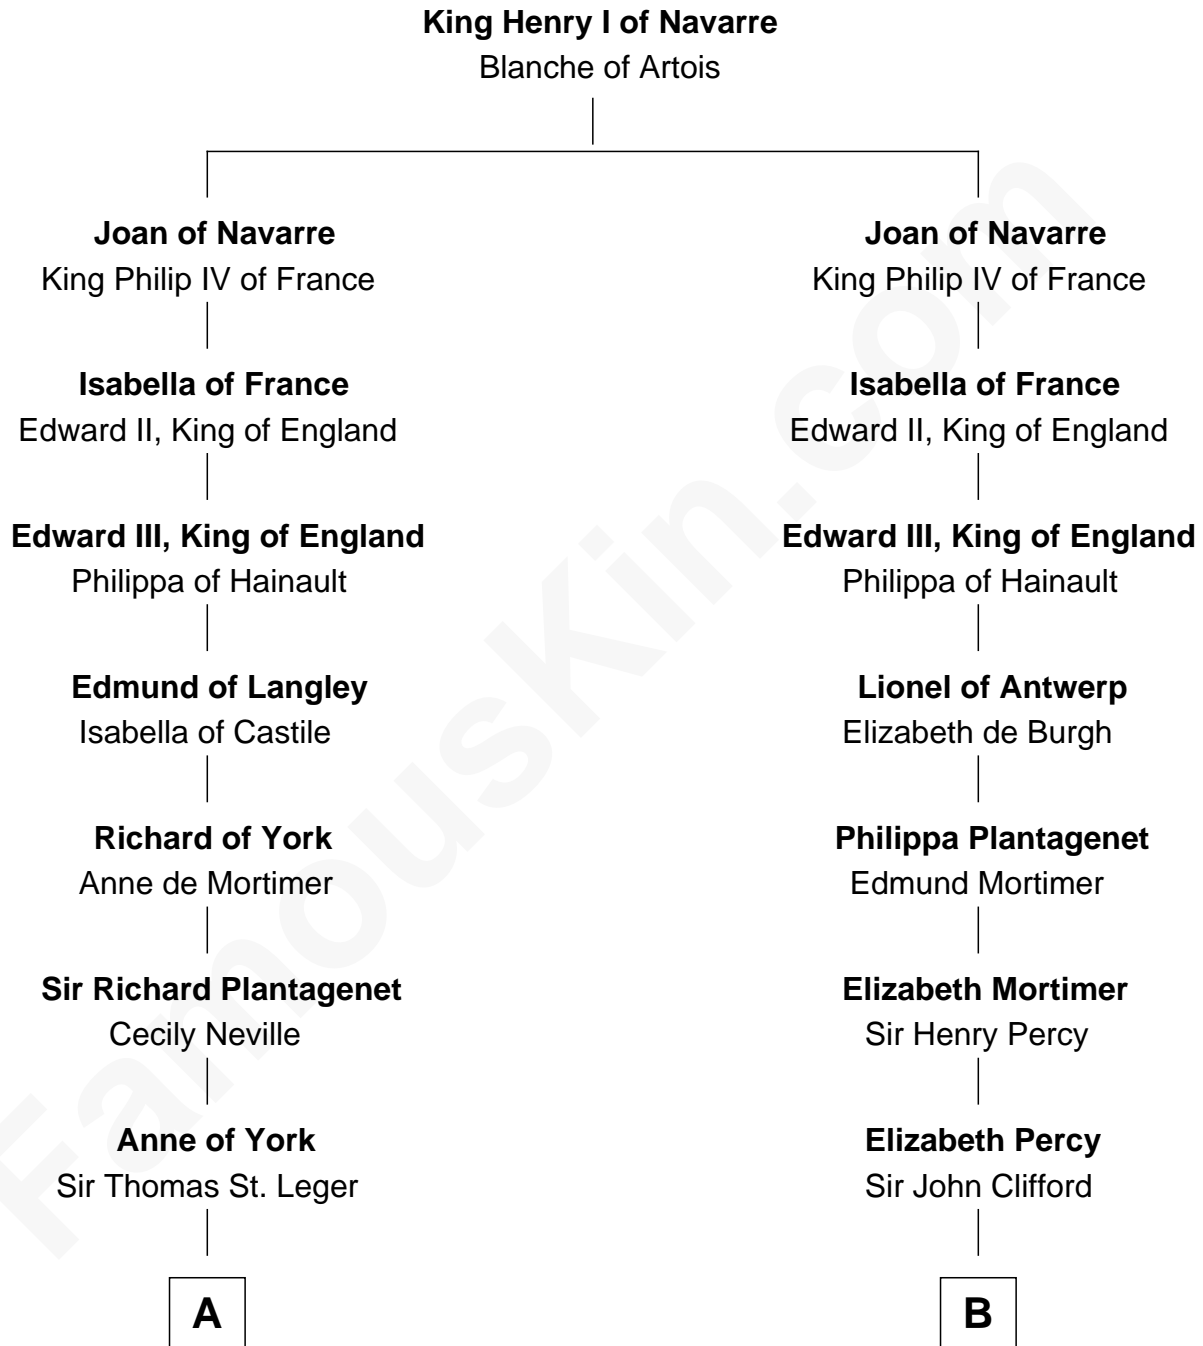 King Henry I of Navarre
Blanche of Artois
Joan of Navarre
King Philip IV of France
Isabella of France
Edward II, King of England
Edward III, King of England
Philippa of Hainault
Edmund of Langley
Isabella of Castile
Richard of York
Anne de Mortimer
Sir Richard Plantagenet
Cecily Neville
Anne of York
Sir Thomas St. Leger
A
Joan of Navarre
King Philip IV of France
Isabella of France
Edward II, King of England
Edward III, King of England
Philippa of Hainault
Lionel of Antwerp
Elizabeth de Burgh
Philippa Plantagenet
Edmund Mortimer
Elizabeth Mortimer
Sir Henry Percy
Elizabeth Percy
Sir John Clifford
B
FamousKin.com